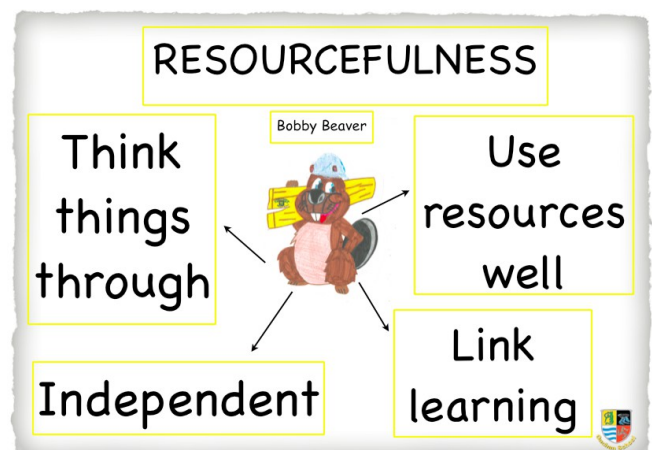 RESOURCEFULNESS
Bobby Beaver
Think
things
through
Use
resources
well
Independent
Link
learning